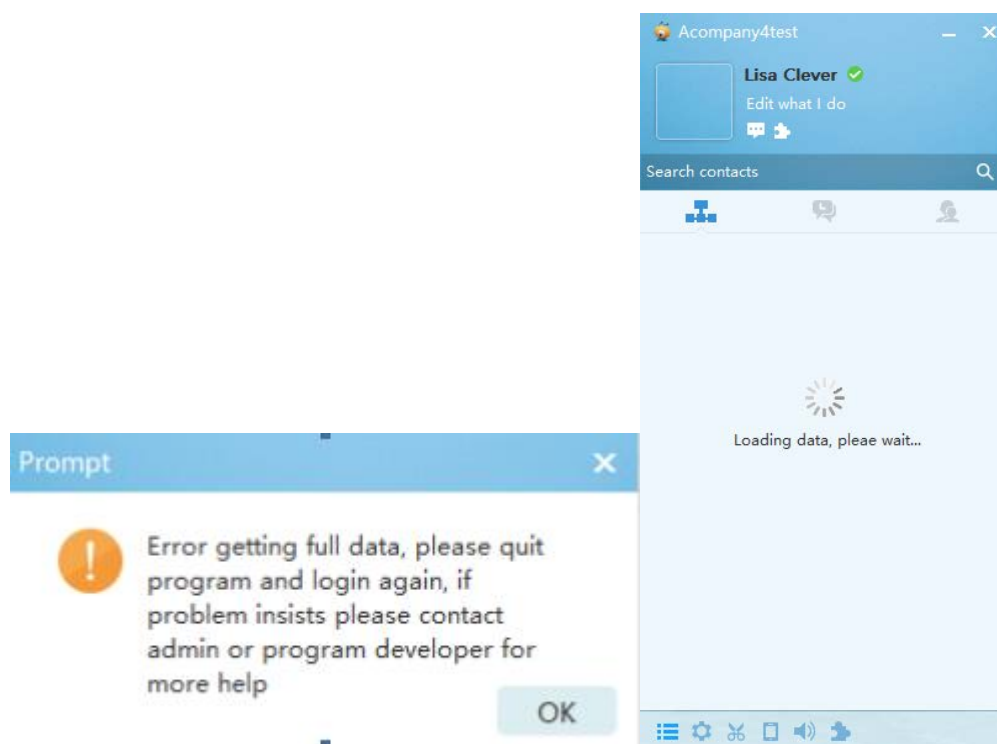 Acompany4test
Lisa Clever
Edit what I do
Search contacts
Loading data, pleae wait...
Prompt
Error getting full data, please quit
program and login again, if
problem insists please contact
admin or program developer for
more help
OK